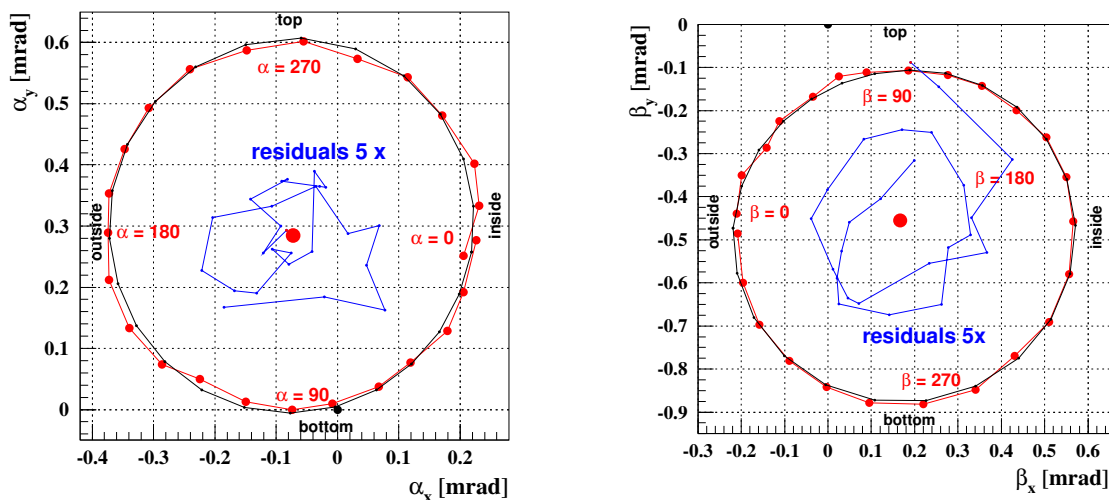 α_y [mrad]
0.6
0.5
0.4
0.3
0.2
0.1
0
top
α = 270
residuals 5 x
outside
α = 180
α = 0
inside
α = 90
bottom
-0.4 -0.3 -0.2 -0.1 0 0.1 0.2
α_x [mrad]
β_y [mrad]
0
-0.1
-0.2
-0.3
-0.4
-0.5
-0.6
-0.7
-0.8
-0.9
top
β = 90
β = 180
β = 0
outside
inside
residuals 5x
β = 270
bottom
-0.3 -0.2 -0.1 0 0.1 0.2 0.3 0.4 0.5 0.6
β_x [mrad]